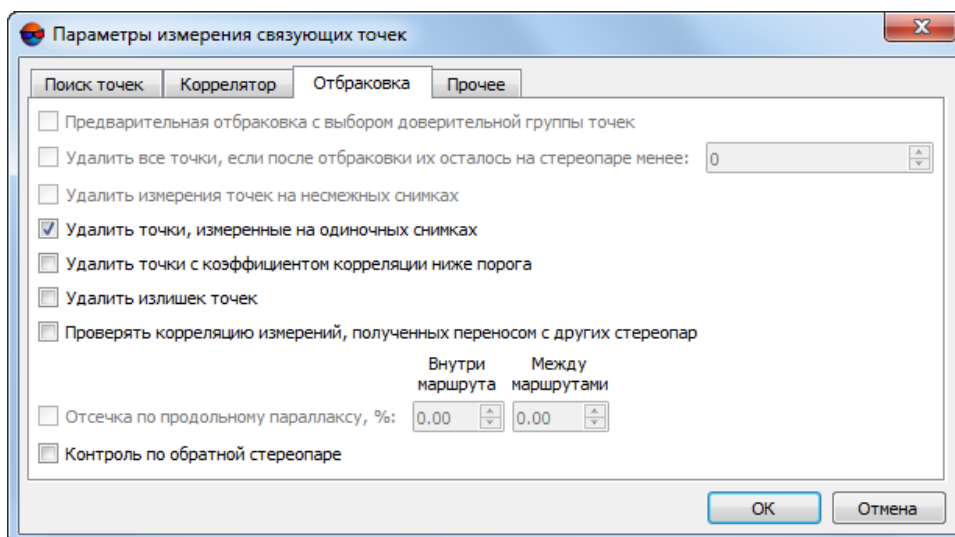 Параметры измерения связующих точек
Поиск точек Коррелятор Отбраковка Прочее
Предварительная отбраковка с выбором доверительной группы точек
Удалить все точки, если после отбраковки их осталось на стереопаре менее: 0
Удалить измерения точек на несмежных снимках
Удалить точки, измеренные на одиночных снимках
Удалить точки с коэффициентом корреляции ниже порога
Удалить излишек точек
Проверять корреляцию измерений, полученных переносом с других стереопар
Внутри Между
маршрута маршрутами
Отсечка по продольному параллаксу, %: 0.00 0.00
Контроль по обратной стереопаре
ОК Отмена